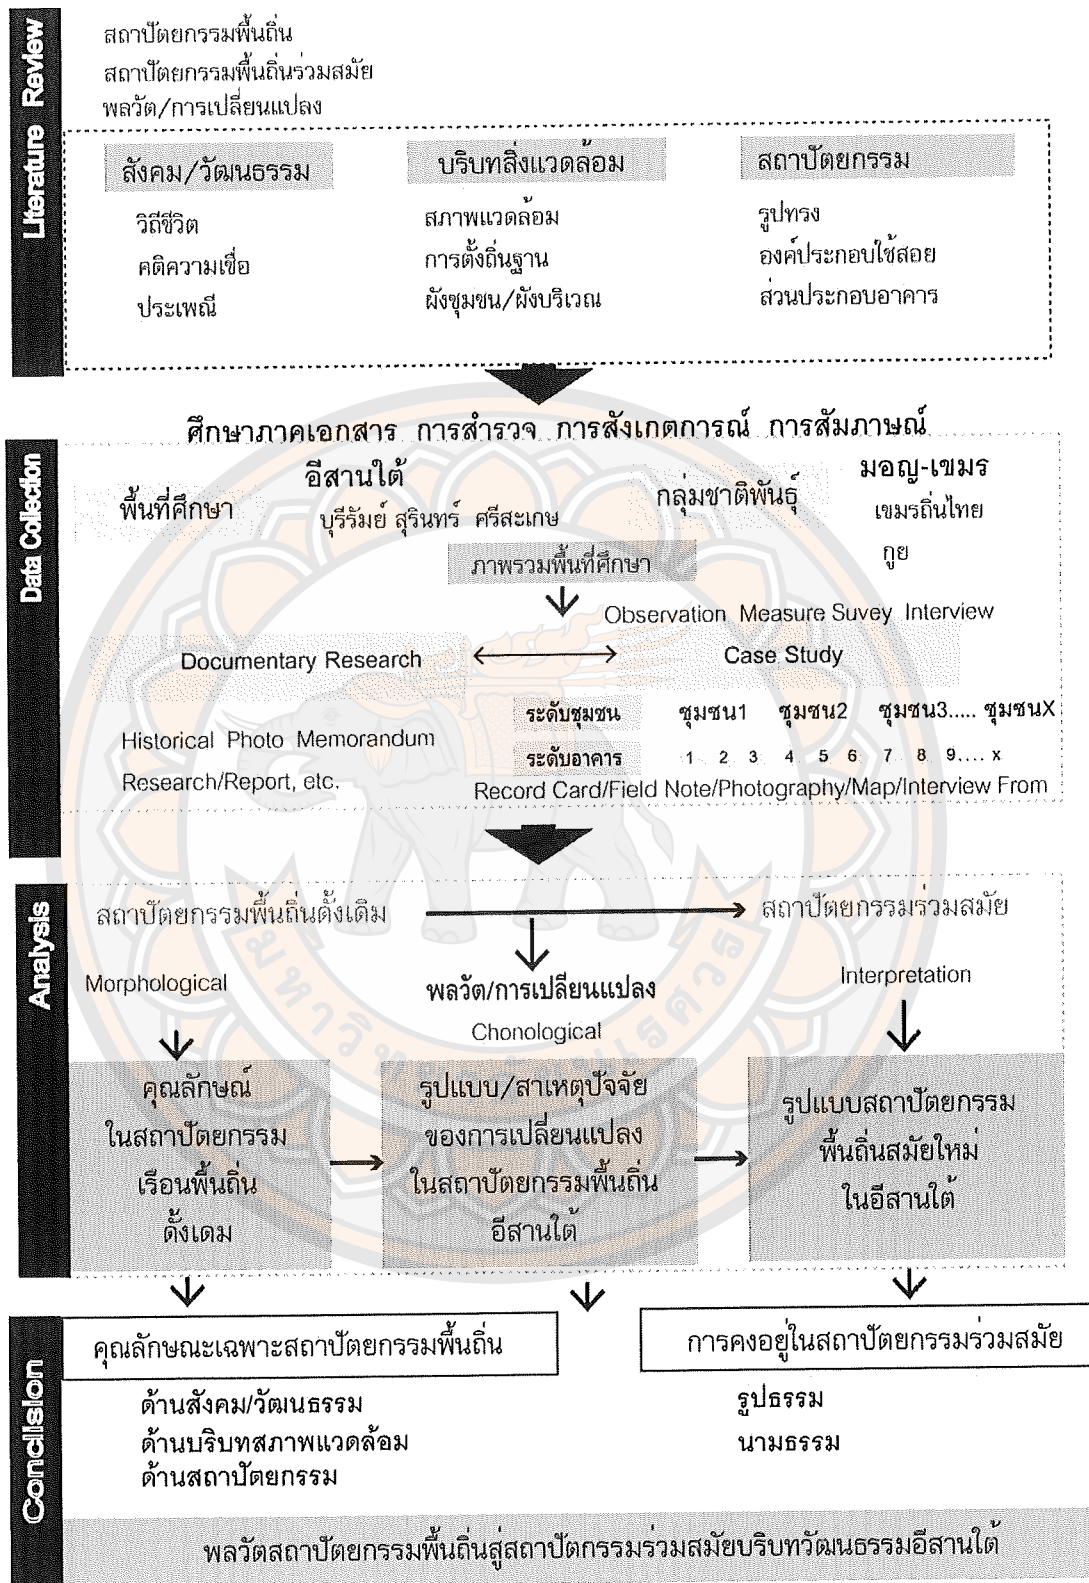 Literature Review
สถาปัตยกรรมพื้นถิ่น
สถาปัตยกรรมพื้นถิ่นร่วมสมัย
พลวัต/การเปลี่ยนแปลง
สังคม/วัฒนธรรม บริบทสิ่งแวดล้อม สถาปัตยกรรม
วิถีชีวิต สภาพแวดล้อม รูปทรง
คติความเชื่อ การตั้งถิ่นฐาน องค์ประกอบใช้สอย
ประเพณี ผังชุมชน/ผังบริเวณ ส่วนประกอบอาคาร
Data Collection
ศึกษาภาคเอกสาร การสำรวจ การสังเกตการณ์ การสัมภาษณ์
พื้นที่ศึกษา อีสานใต้ กลุ่มชาติพันธุ์ มอญ-เขมร
บุรีรัมย์ สุรินทร์ ศรีสะเกษ เขมรถิ่นไทย
ภาพรวมพื้นที่ศึกษา กูย
Observation Measure Suvey Interview
Documentary Research Case Study
ระดับชุมชน ชุมชน1 ชุมชน2 ชุมชน3..... ชุมชนX
Historical Photo Memorandum
ระดับอาคาร 1 2 3 4 5 6 7 8 9.... x
Research/Report, etc.
Record Card/Field Note/Photography/Map/Interview From
Analysis
สถาปัตยกรรมพื้นถิ่นดั้งเดิม สถาปัตยกรรมร่วมสมัย
Morphological พลวัต/การเปลี่ยนแปลง Interpretation
Chonological
คุณลักษณ์
ในสถาปัตยกรรม
เรือนพื้นถิ่น
ดั้งเดม
รูปแบบ/สาเหตุปัจจัย
ของการเปลี่ยนแปลง
ในสถาปัตยกรรมพื้นถิ่น
อีสานใต้
รูปแบบสถาปัตยกรรม
พื้นถิ่นสมัยใหม่
ในอีสานใต้
มหาวิทยาลัยนเรศวร
Conclision
คุณลักษณะเฉพาะสถาปัตยกรรมพื้นถิ่น การคงอยู่ในสถาปัตยกรรมร่วมสมัย
ด้านสังคม/วัฒนธรรม รูปธรรม
ด้านบริบทสภาพแวดล้อม นามธรรม
ด้านสถาปัตยกรรม
พลวัตสถาปัตยกรรมพื้นถิ่นสู่สถาปัตกรรมร่วมสมัยบริบทวัฒนธรรมอีสานใต้